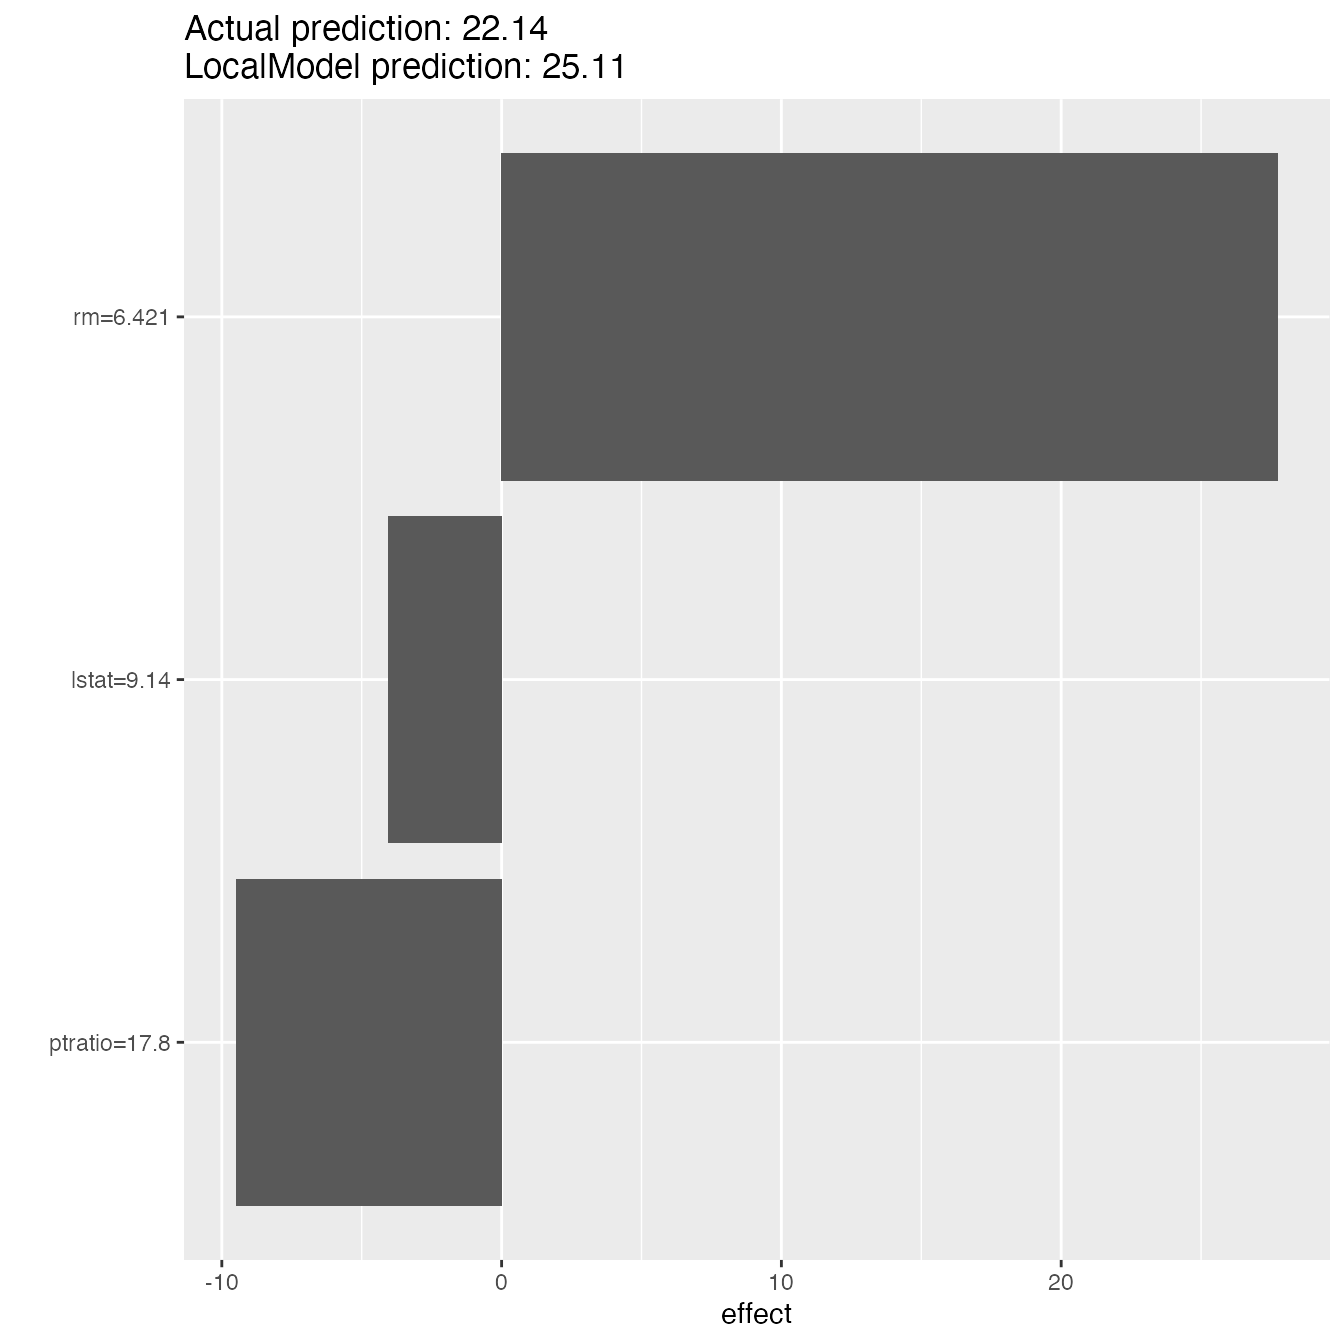 Actual prediction: 22.14
LocalModel prediction: 25.11
rm=6.421
lstat=9.14
ptratio=17.8
-10 0 10 20
effect